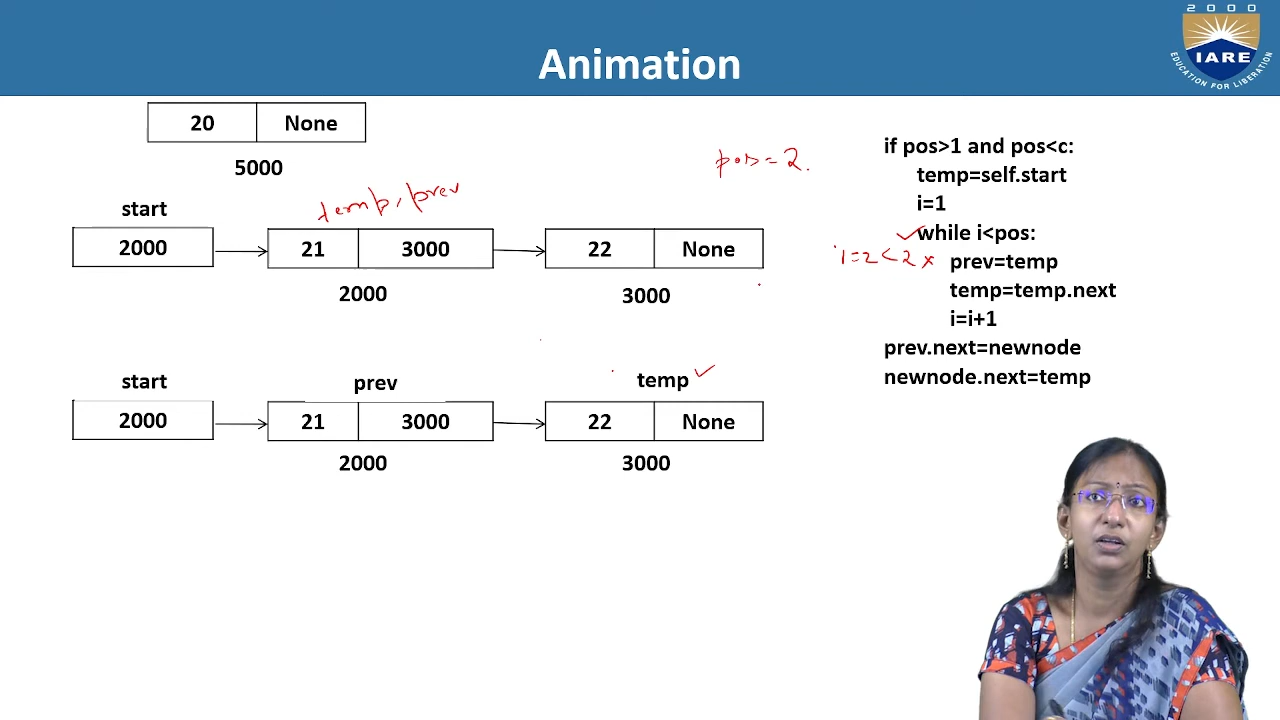 Animation
2000
IARE
EDUCATION FOR LIBERATION
20 None
5000
pos=2.
temp, prev
start
2000 21 3000 22 None
2000 3000
start prev temp
2000 21 3000 22 None
2000 3000
if pos>1 and pos<c:
temp=self.start
i=1
while i<pos:
i=2<2 x
prev=temp
temp=temp.next
i=i+1
prev.next=newnode
newnode.next=temp